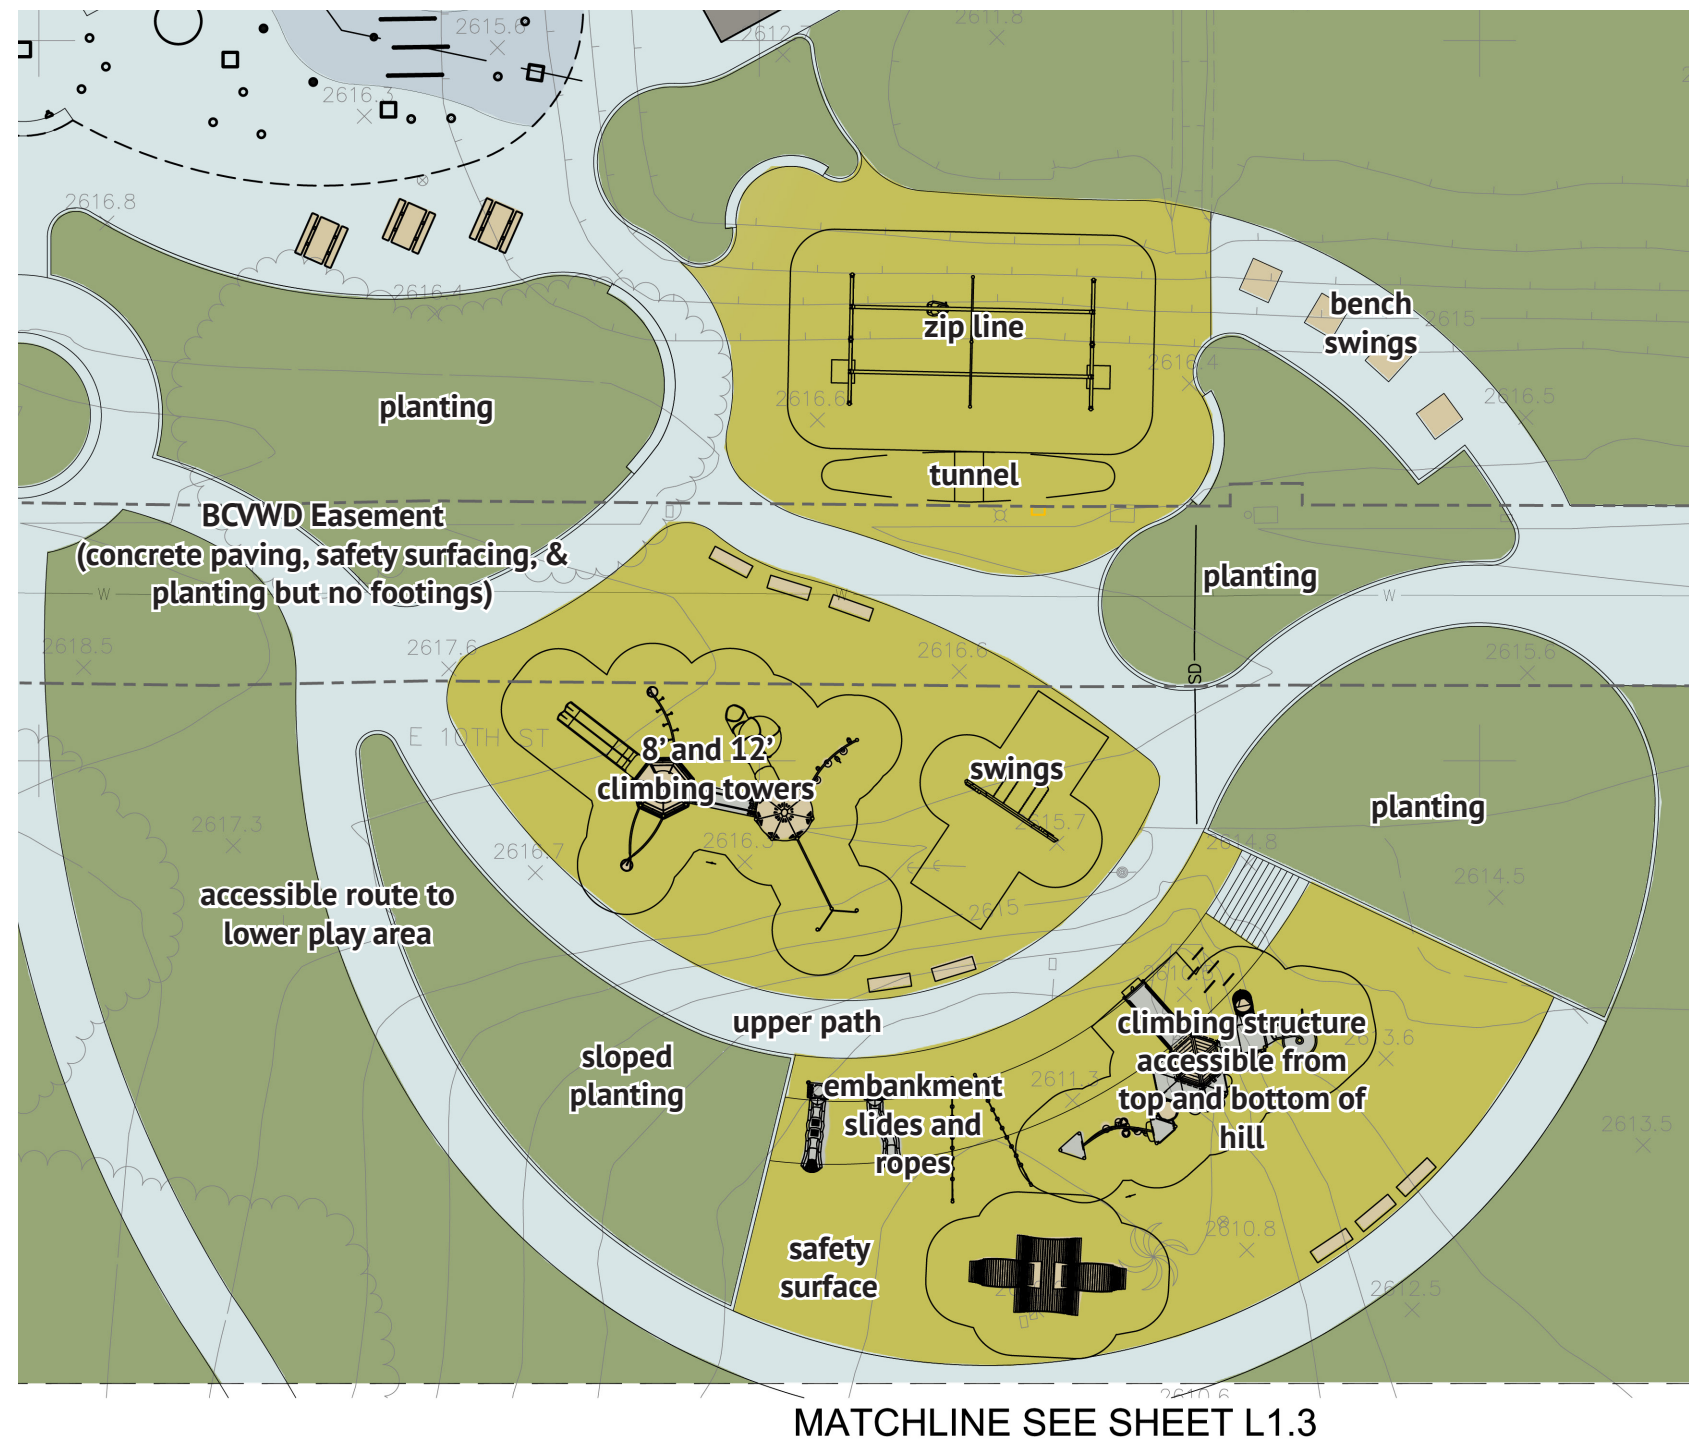 2611.8
2615.6
2612.7
2616.3
2616.8
2616.4
bench
swings
2615
zip line
2616.4
2616.6
2616.5
planting
tunnel
BCVWD Easement
(concrete paving, safety surfacing, &
planting but no footings)
planting
W
W
W
2618.5
2617.6
2616.6
2615.6
SD
E 10TH ST
8' and 12'
climbing towers
swings
planting
2617.3
2616.7
2616.3
2615.7
2614.8
2614.5
accessible route to
lower play area
2615
upper path
climbing structure
accessible from
top and bottom of
hill
2613.6
sloped
planting
embankment
slides and
ropes
2611.3
2613.5
safety
surface
2610.8
2612.5
2610.6
MATCHLINE SEE SHEET L1.3